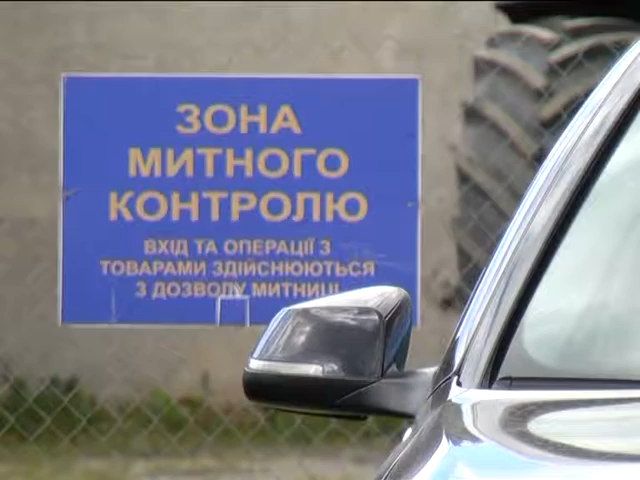 ЗОНА
МИТНОГО
КОНТРОЛЮ
ВХІД ТА ОПЕРАЦІЇ З
ТОВАРАМИ ЗДІЙСНЮЮТЬСЯ
З ДОЗВОЛУ МИТНИЦІ